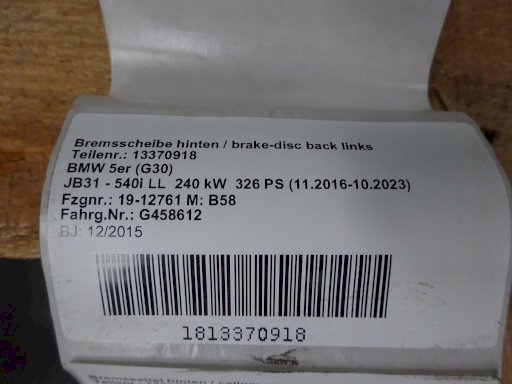 Bremsscheibe hinten / brake-disc back links
Teilenr.: 13370918
BMW 5er (G30)
JB31 - 540i LL 240 kW 326 PS (11.2016-10.2023)
Fzgnr.: 19-12761 M: B58
Fahrg.Nr.: G458612
BJ: 12/2015
1813370918